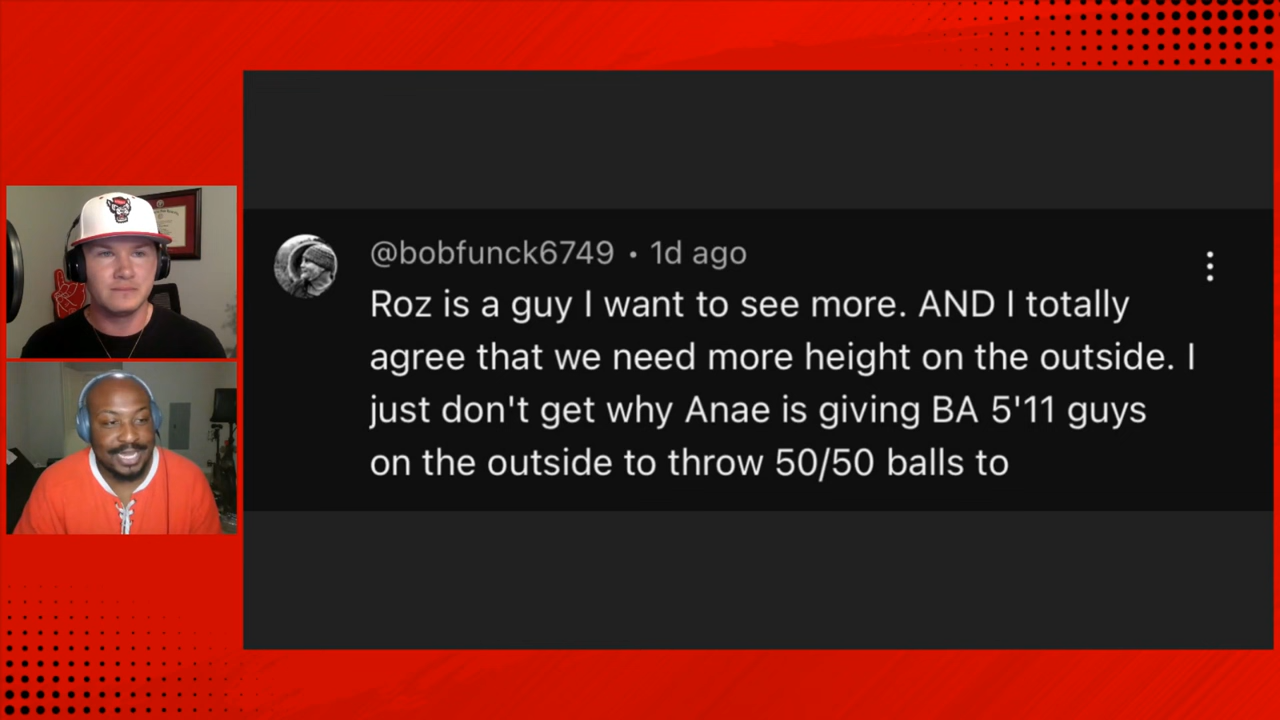 @bobfunck6749 • 1d ago
Roz is a guy I want to see more. AND I totally
agree that we need more height on the outside. I
just don't get why Anae is giving BA 5'11 guys
on the outside to throw 50/50 balls to